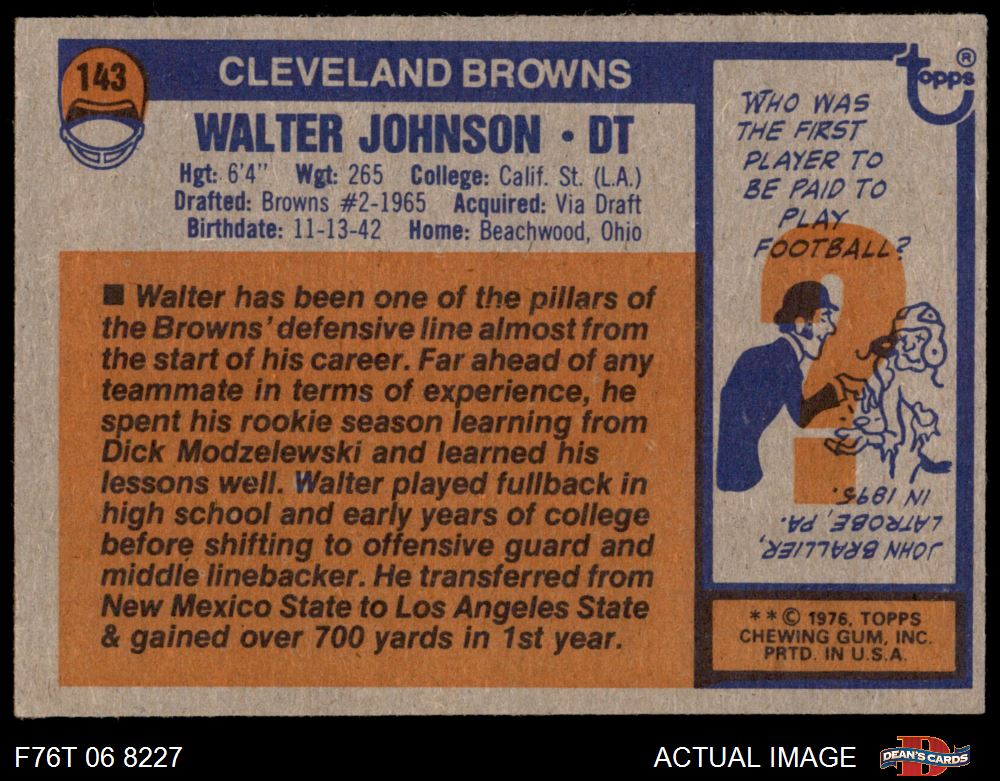 143
CLEVELAND BROWNS
WALTER JOHNSON • DT
Hgt: 6'4" Wgt: 265 College: Calif. St. (L.A.)
Drafted: Browns #2-1965 Acquired: Via Draft
Birthdate: 11-13-42 Home: Beachwood, Ohio
■ Walter has been one of the pillars of
the Browns' defensive line almost from
the start of his career. Far ahead of any
teammate in terms of experience, he
spent his rookie season learning from
Dick Modzelewski and learned his
lessons well. Walter played fullback in
high school and early years of college
before shifting to offensive guard and
middle linebacker. He transferred from
New Mexico State to Los Angeles State
& gained over 700 yards in 1st year.
Topps ®
WHO WAS
THE FIRST
PLAYER TO
BE PAID TO
PLAY
FOOTBALL?
?
JOHN BRALLIER,
LATROBE, PA.
IN 1895.
* * © 1976, TOPPS
CHEWING GUM, INC.
PRTD. IN U.S.A.
F76T 06 8227
ACTUAL IMAGE
D
DEAN'S CARDS